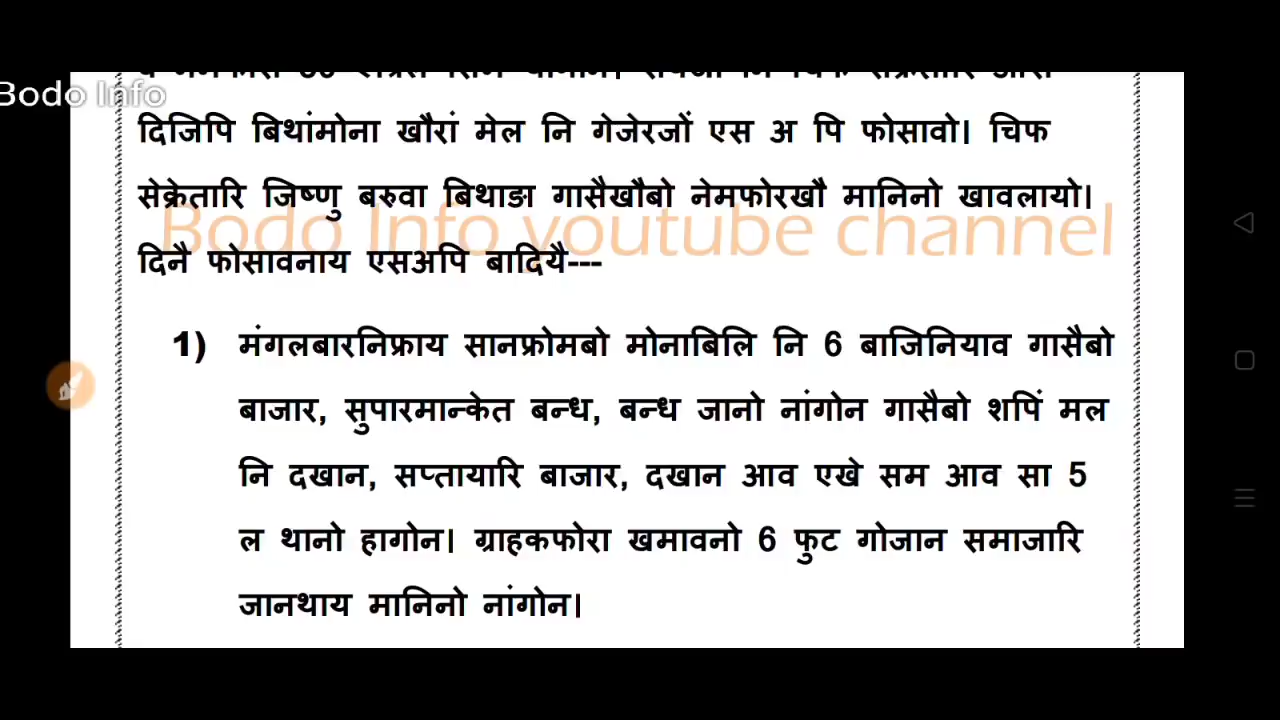 Bodo Info
दिजिपि बिथांमोना खौरां मेल नि गेजेरजों एस अ पि फोसावो। चिफ
सेक्रेतारि जिष्णु बरुवा बिथाङा गासैखौबो नेमफोरखौ मानिनो खावलायो।
Bodo Info youtube channel
दिनै फोसावनाय एसअपि बादियै---
1) मंगलबारनिफ्राय सानफ्रोमबो मोनाबिलि नि 6 बाजिनियाव गासैबो
बाजार, सुपारमान्केत बन्ध, बन्ध जानो नांगोन गासैबो शपिं मल
नि दखान, सप्तायारि बाजार, दखान आव एखे सम आव सा 5
ल थानो हागोन। ग्राहकफोरा खमावनो 6 फुट गोजान समाजारि
जानथाय मानिनो नांगोन।